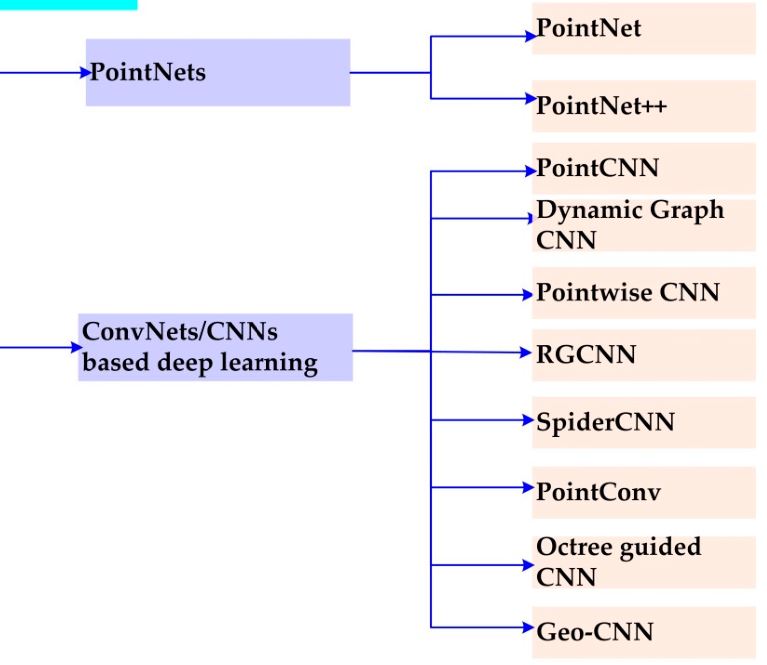 PointNets
PointNet
PointNet++
ConvNets/CNNs
based deep learning
PointCNN
Dynamic Graph
CNN
Pointwise CNN
RGCNN
SpiderCNN
PointConv
Octree guided
CNN
Geo-CNN